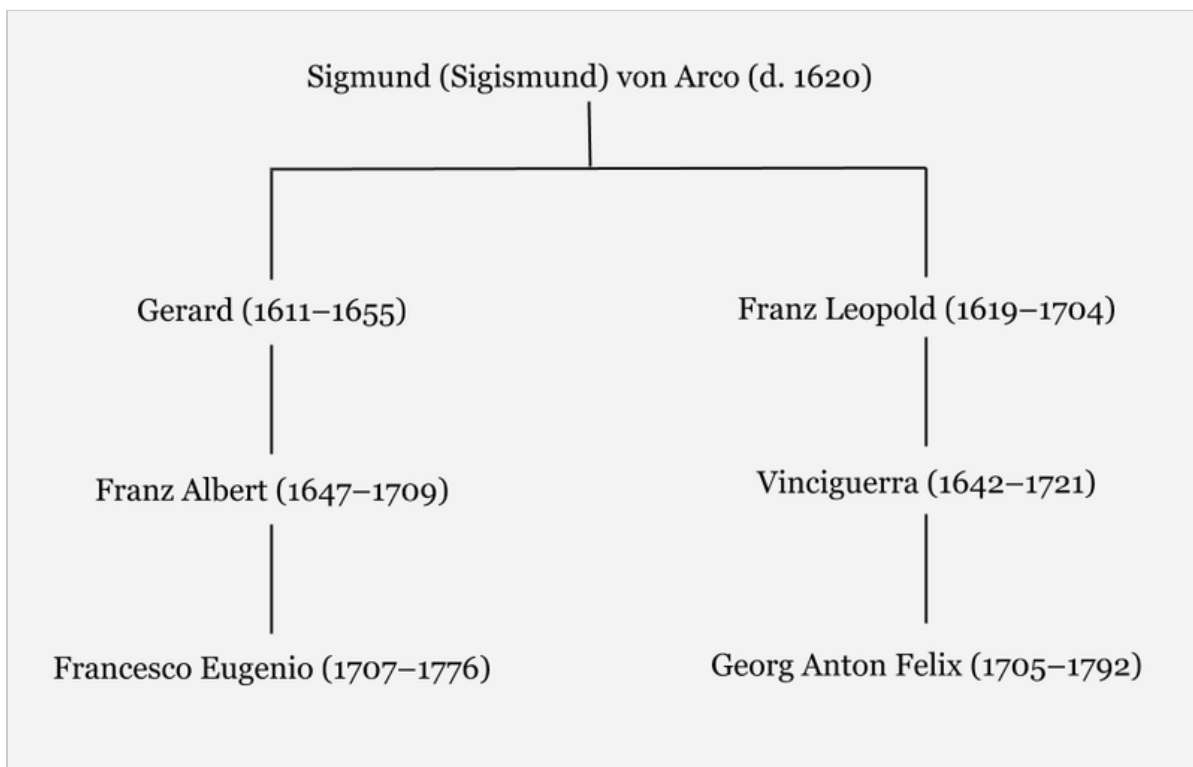 Sigmund (Sigismund) von Arco (d. 1620)
Gerard (1611–1655)
Franz Leopold (1619–1704)
Franz Albert (1647–1709)
Vinciguerra (1642–1721)
Francesco Eugenio (1707–1776)
Georg Anton Felix (1705–1792)